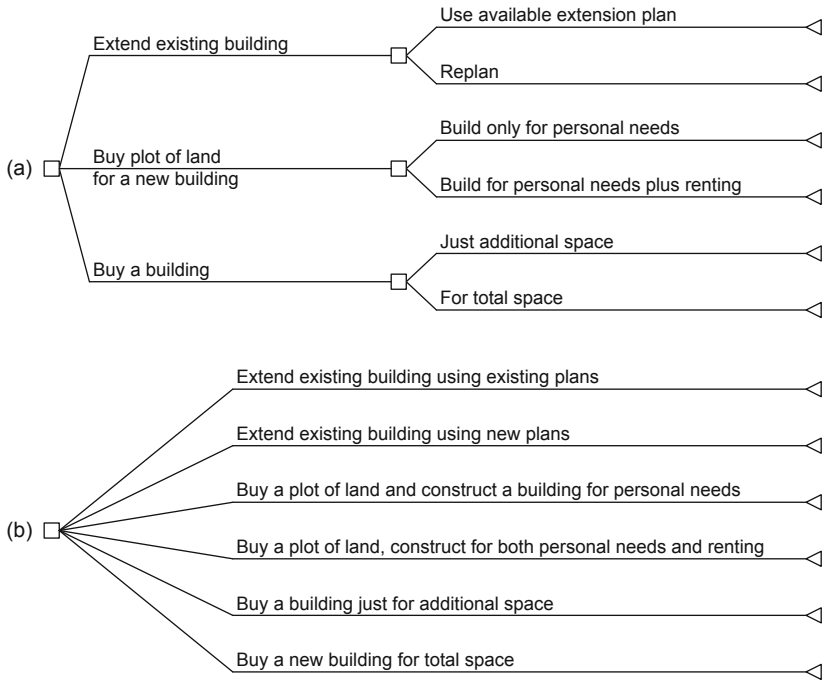 Use available extension plan
Extend existing building
Replan
Build only for personal needs
(a)
Buy plot of land
for a new building
Build for personal needs plus renting
Just additional space
Buy a building
For total space
Extend existing building using existing plans
Extend existing building using new plans
Buy a plot of land and construct a building for personal needs
(b)
Buy a plot of land, construct for both personal needs and renting
Buy a building just for additional space
Buy a new building for total space